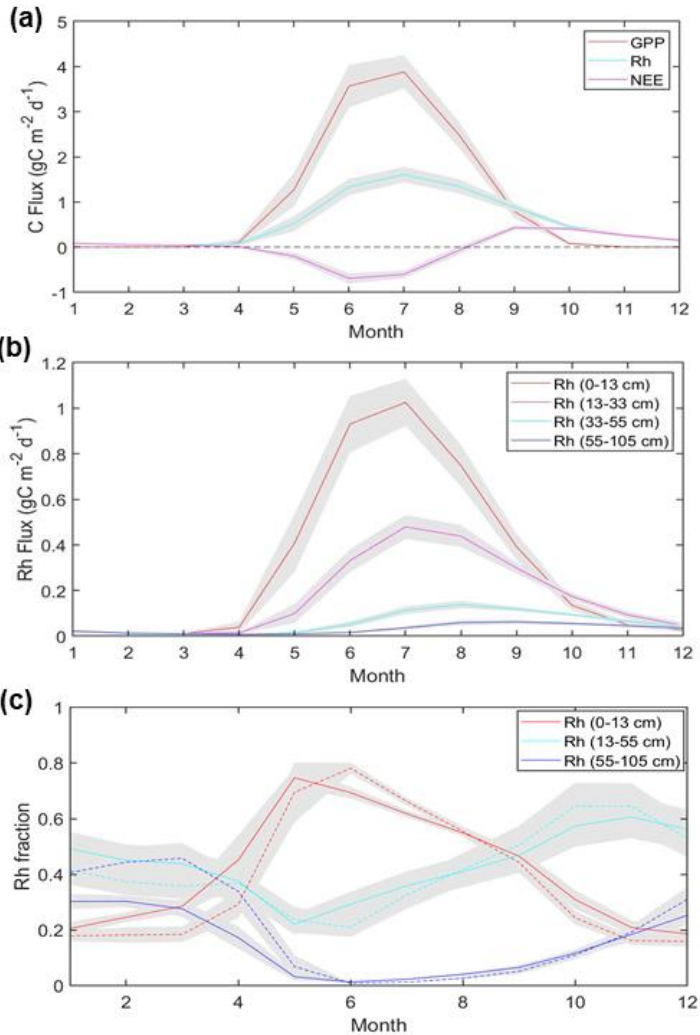 (a)
5
4
3
2
1
0
-1
C Flux (gC m⁻² d⁻¹)
GPP
Rh
NEE
1 2 3 4 5 6 7 8 9 10 11 12
Month
(b)
1.2
1
0.8
0.6
0.4
0.2
0
Rh Flux (gC m⁻² d⁻¹)
Rh (0-13 cm)
Rh (13-33 cm)
Rh (33-55 cm)
Rh (55-105 cm)
1 2 3 4 5 6 7 8 9 10 11 12
Month
(c)
1
0.8
0.6
0.4
0.2
0
Rh fraction
Rh (0-13 cm)
Rh (13-55 cm)
Rh (55-105 cm)
2 4 6 8 10 12
Month